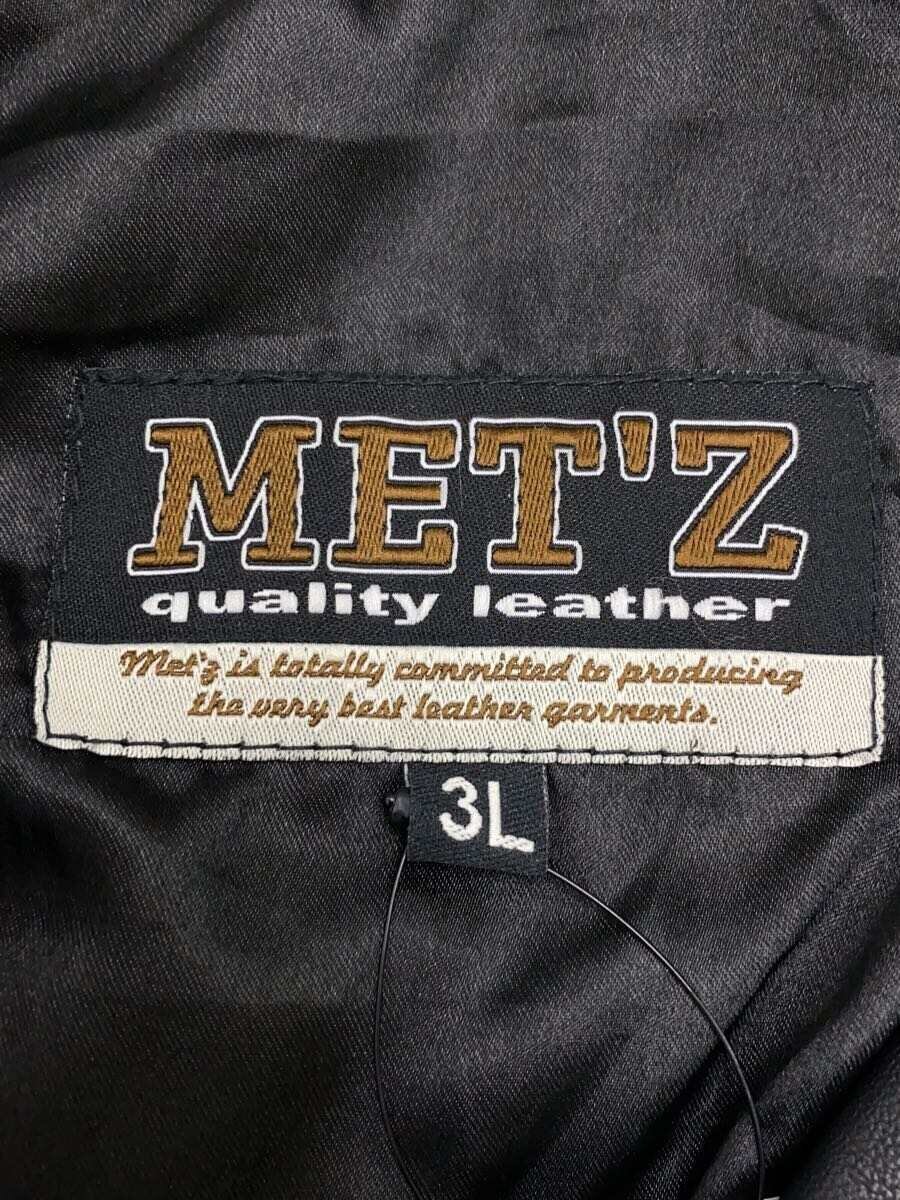 MET'Z
quality leather
Met'z is totally committed to producing
the very best leather garments.
3L